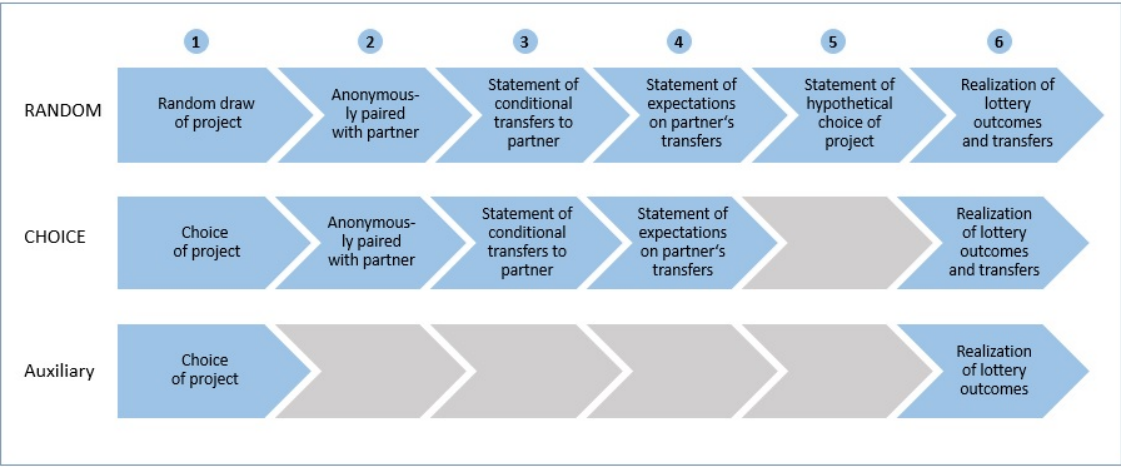 1 2 3 4 5 6
RANDOM
Random draw
of project
Anonymous-
ly paired
with partner
Statement of
conditional
transfers to
partner
Statement of
expectations
on partner‘s
transfers
Statement of
hypothetical
choice of
project
Realization of
lottery
outcomes
and transfers
CHOICE
Choice
of project
Anonymous-
ly paired
with partner
Statement of
conditional
transfers to
partner
Statement of
expectations
on partner‘s
transfers
Realization
of lottery
outcomes
and transfers
Auxiliary
Choice
of project
Realization
of lottery
outcomes